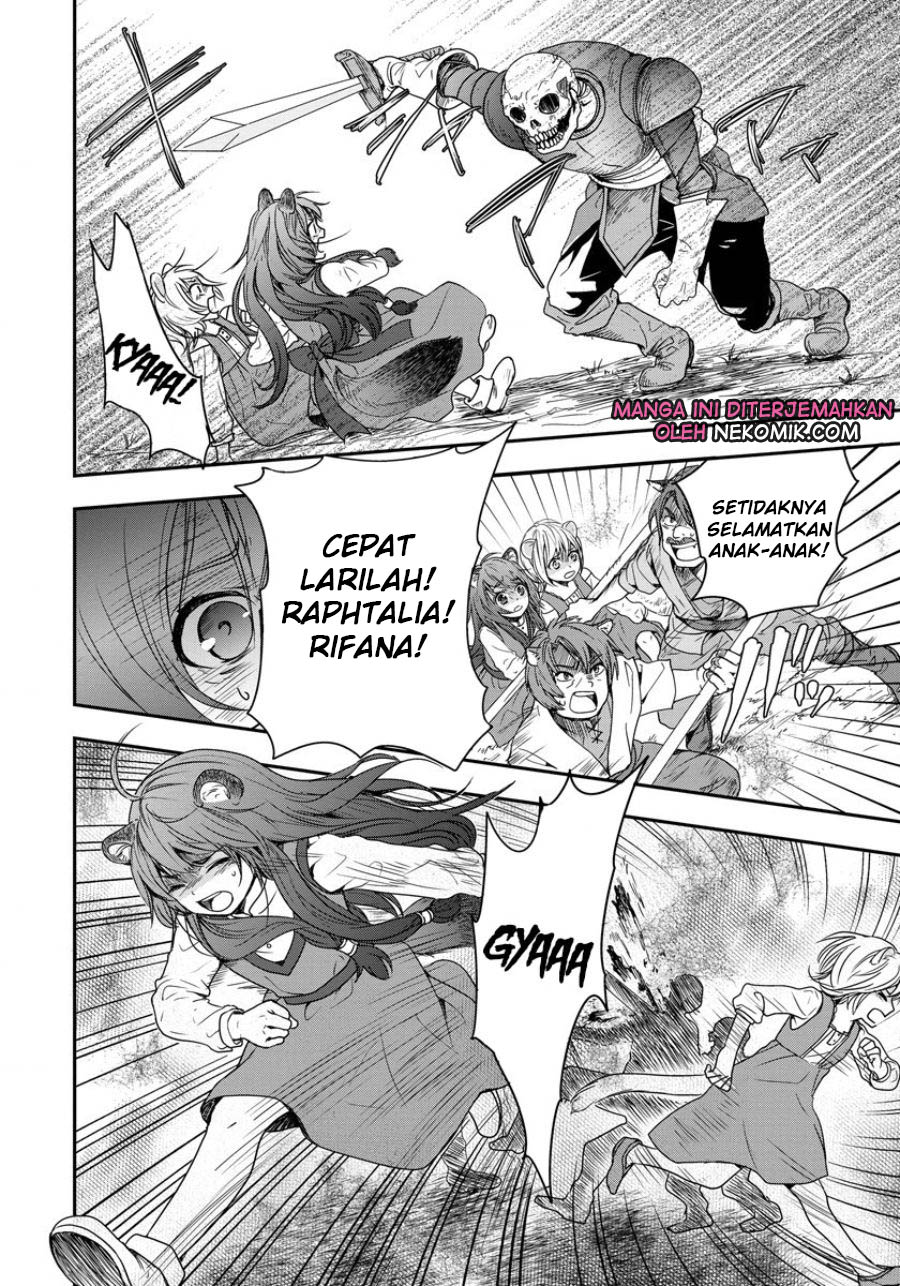 KYAAA!
MANGA INI DITERJEMAHKAN
OLEH NEKOMIK.COM
SETIDAKNYA
SELAMATKAN
ANAK-ANAK!
CEPAT
LARILAH!
RAPHTALIA!
RIFANA!
GYAAA